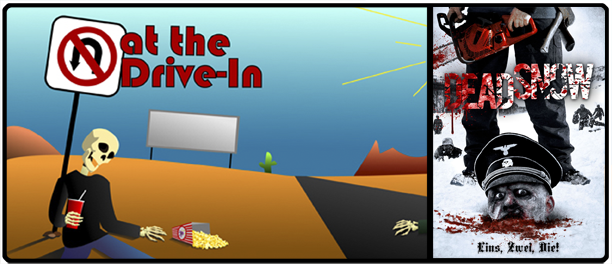 at the
Drive-In
DEAD SNOW
Eins, Zwei, Die!